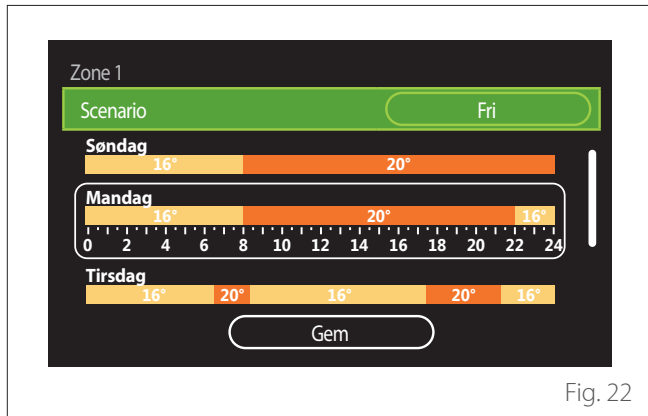 Zone 1
Scenario Fri
Søndag
16° 20°
Mandag
16° 20° 16°
0 2 4 6 8 10 12 14 16 18 20 22 24
Tirsdag
16° 20° 16° 20° 16°
Gem
Fig. 22